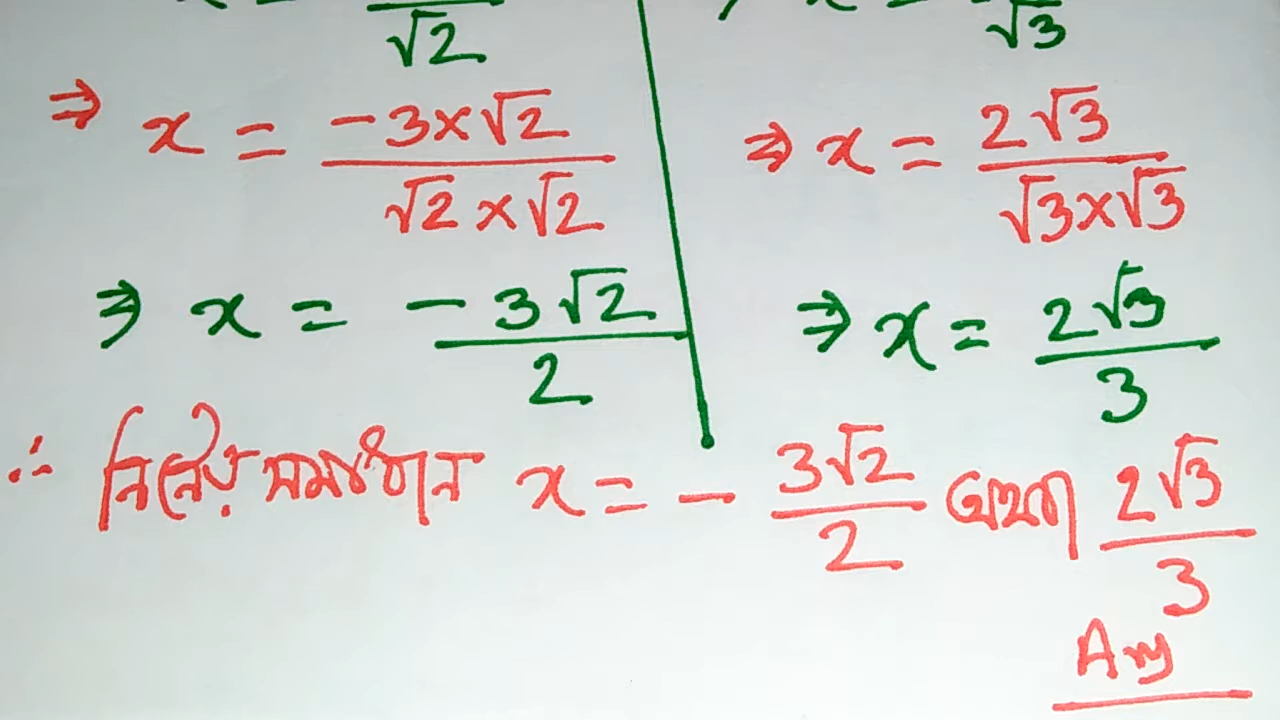 √2
√3
⇒ x = -3×√2 / √2×√2
⇒ x = 2√3 / √3×√3
⇒ x = -3√2 / 2
⇒ x = 2√3 / 3
∴ নির্নেয় সমাধান x = - 3√2 / 2 অথবা 2√3 / 3
Ans